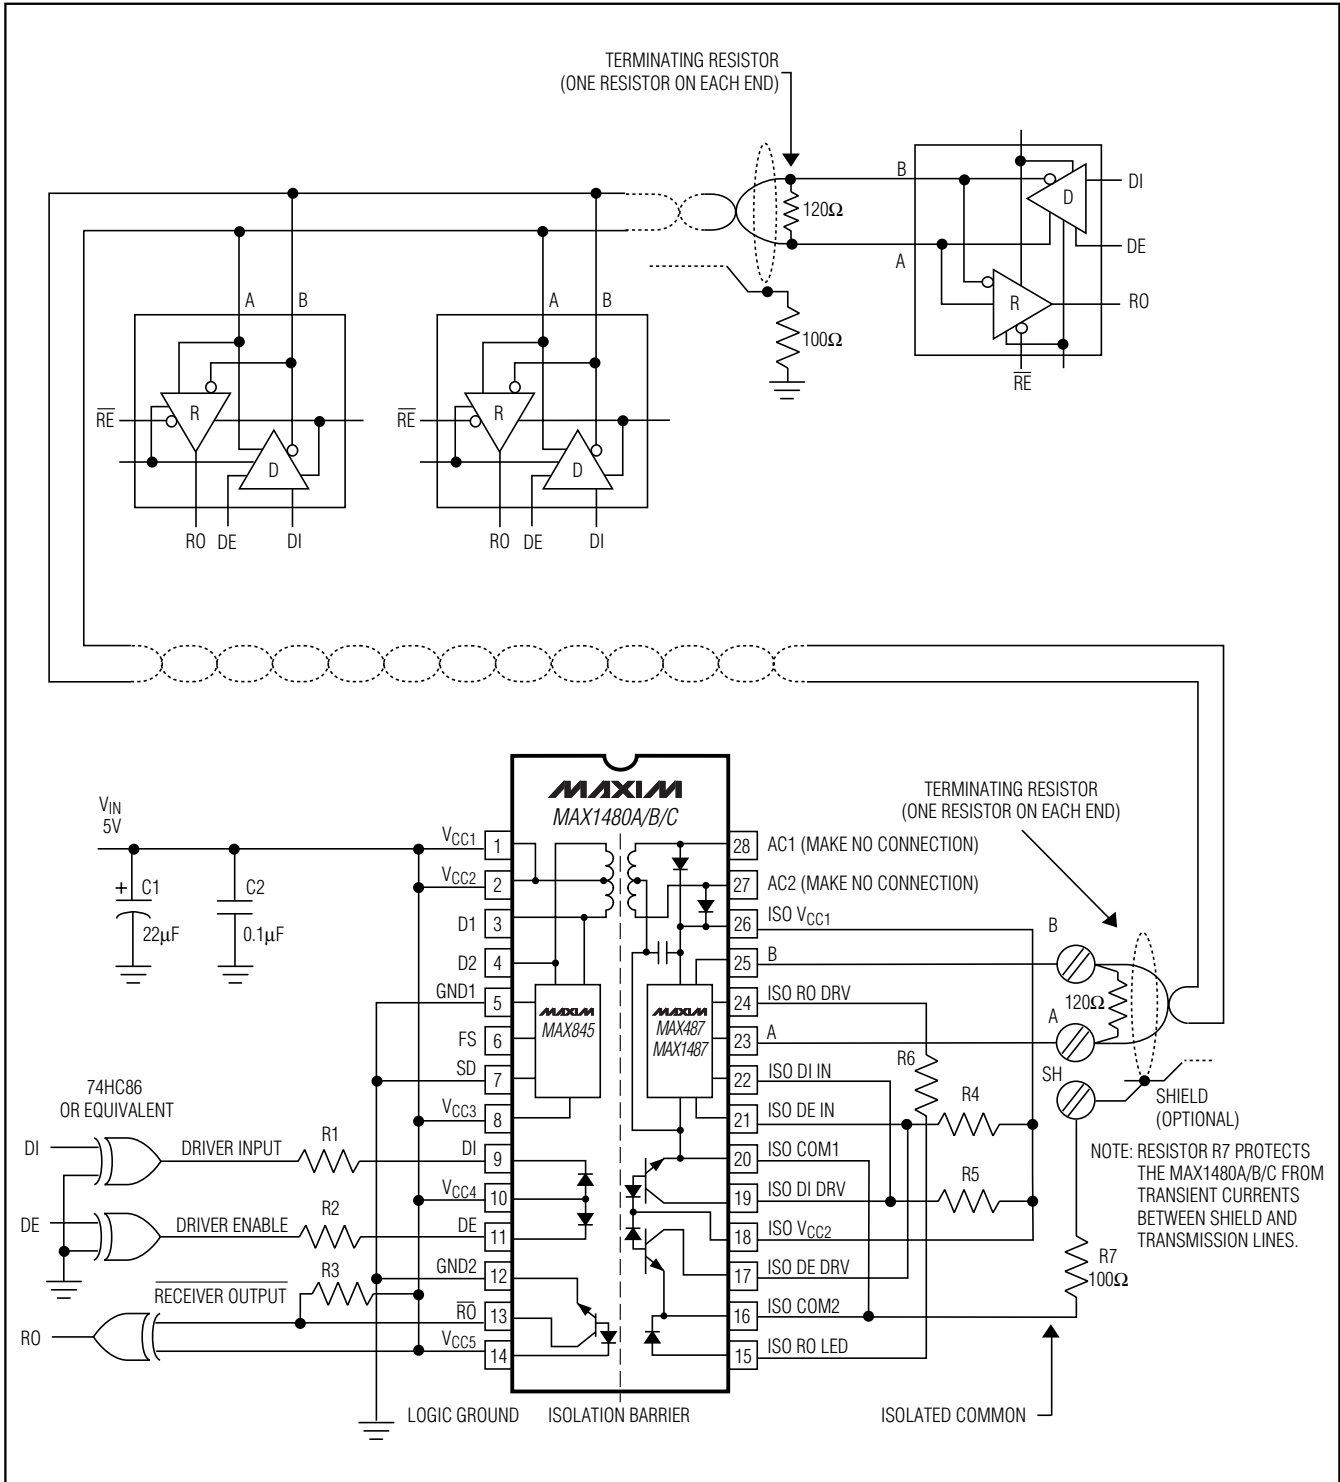 TERMINATING RESISTOR
(ONE RESISTOR ON EACH END)
B
DI
D
120Ω
DE
A
A B
A B
R
RO
100Ω
RE
RE
R
D
RE
R
D
RO DE DI
RO DE DI
MAXIM
MAX1480A/B/C
TERMINATING RESISTOR
(ONE RESISTOR ON EACH END)
VIN
5V
C1
22µF
C2
0.1µF
+
VCC1 1
VCC2 2
D1 3
D2 4
GND1 5
FS 6
SD 7
VCC3 8
DI 9
VCC4 10
DE 11
GND2 12
RO 13
VCC5 14
MAXIM
MAX845
MAXIM
MAX487
MAX1487
28 AC1 (MAKE NO CONNECTION)
27 AC2 (MAKE NO CONNECTION)
26 ISO VCC1
25 B
24 ISO RO DRV
23 A
22 ISO DI IN
21 ISO DE IN
20 ISO COM1
19 ISO DI DRV
18 ISO VCC2
17 ISO DE DRV
16 ISO COM2
15 ISO RO LED
74HC86
OR EQUIVALENT
DI
DRIVER INPUT
R1
DE
DRIVER ENABLE
R2
R3
RECEIVER OUTPUT
RO
R6
R4
R5
B
120Ω
A
SH
SHIELD
(OPTIONAL)
NOTE: RESISTOR R7 PROTECTS
THE MAX1480A/B/C FROM
TRANSIENT CURRENTS
BETWEEN SHIELD AND
TRANSMISSION LINES.
R7
100Ω
LOGIC GROUND
ISOLATION BARRIER
ISOLATED COMMON